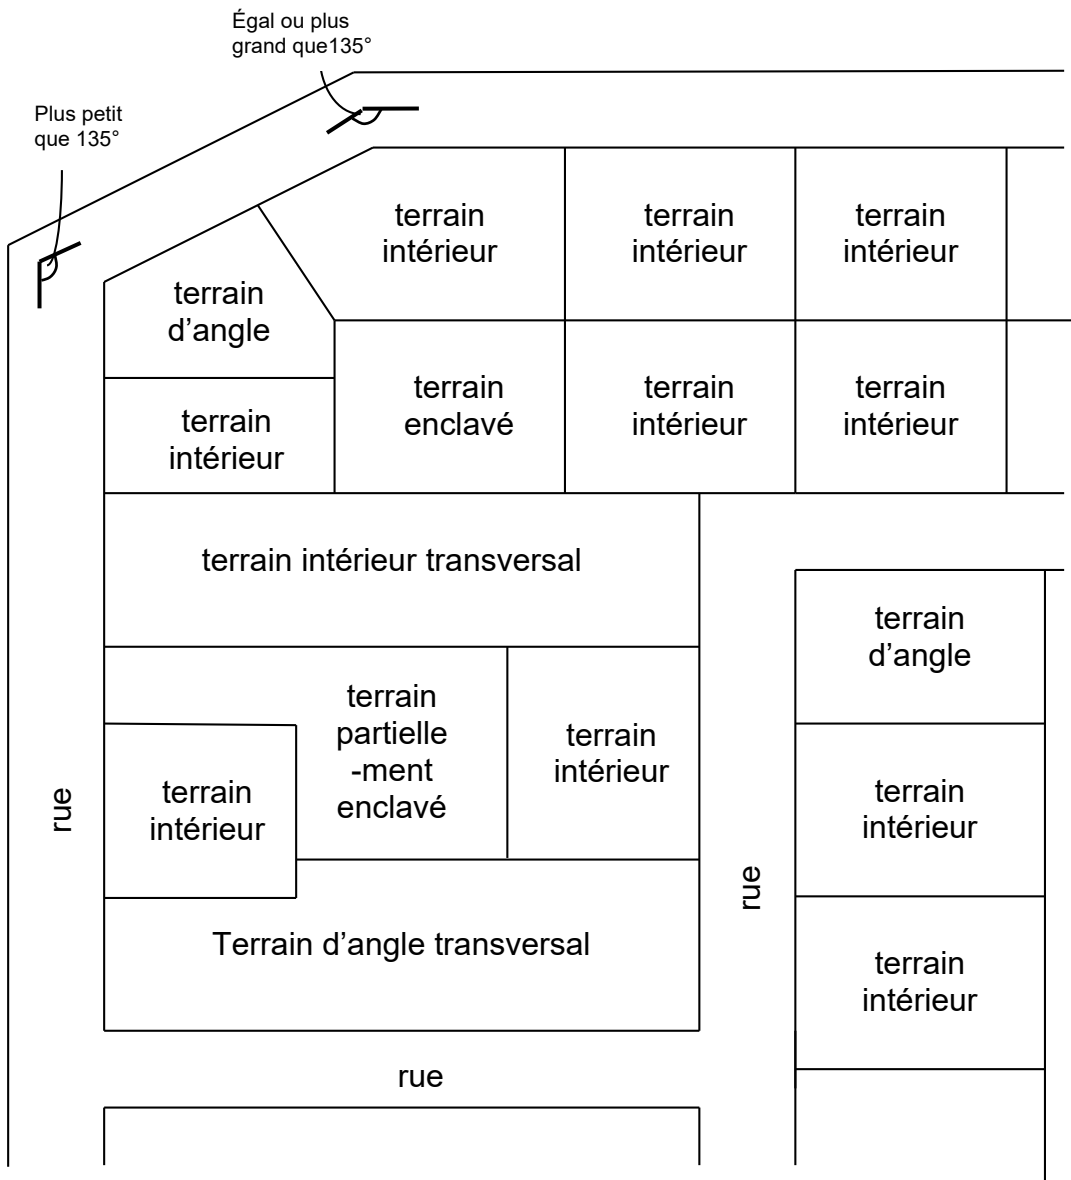 Égal ou plus
grand que135°
Plus petit
que 135°
terrain
intérieur
terrain
intérieur
terrain
intérieur
terrain
d’angle
terrain
enclavé
terrain
intérieur
terrain
intérieur
terrain
intérieur
terrain intérieur transversal
terrain
d’angle
terrain
partielle
-ment
enclavé
terrain
intérieur
terrain
intérieur
rue
terrain
intérieur
rue
Terrain d’angle transversal
terrain
intérieur
rue